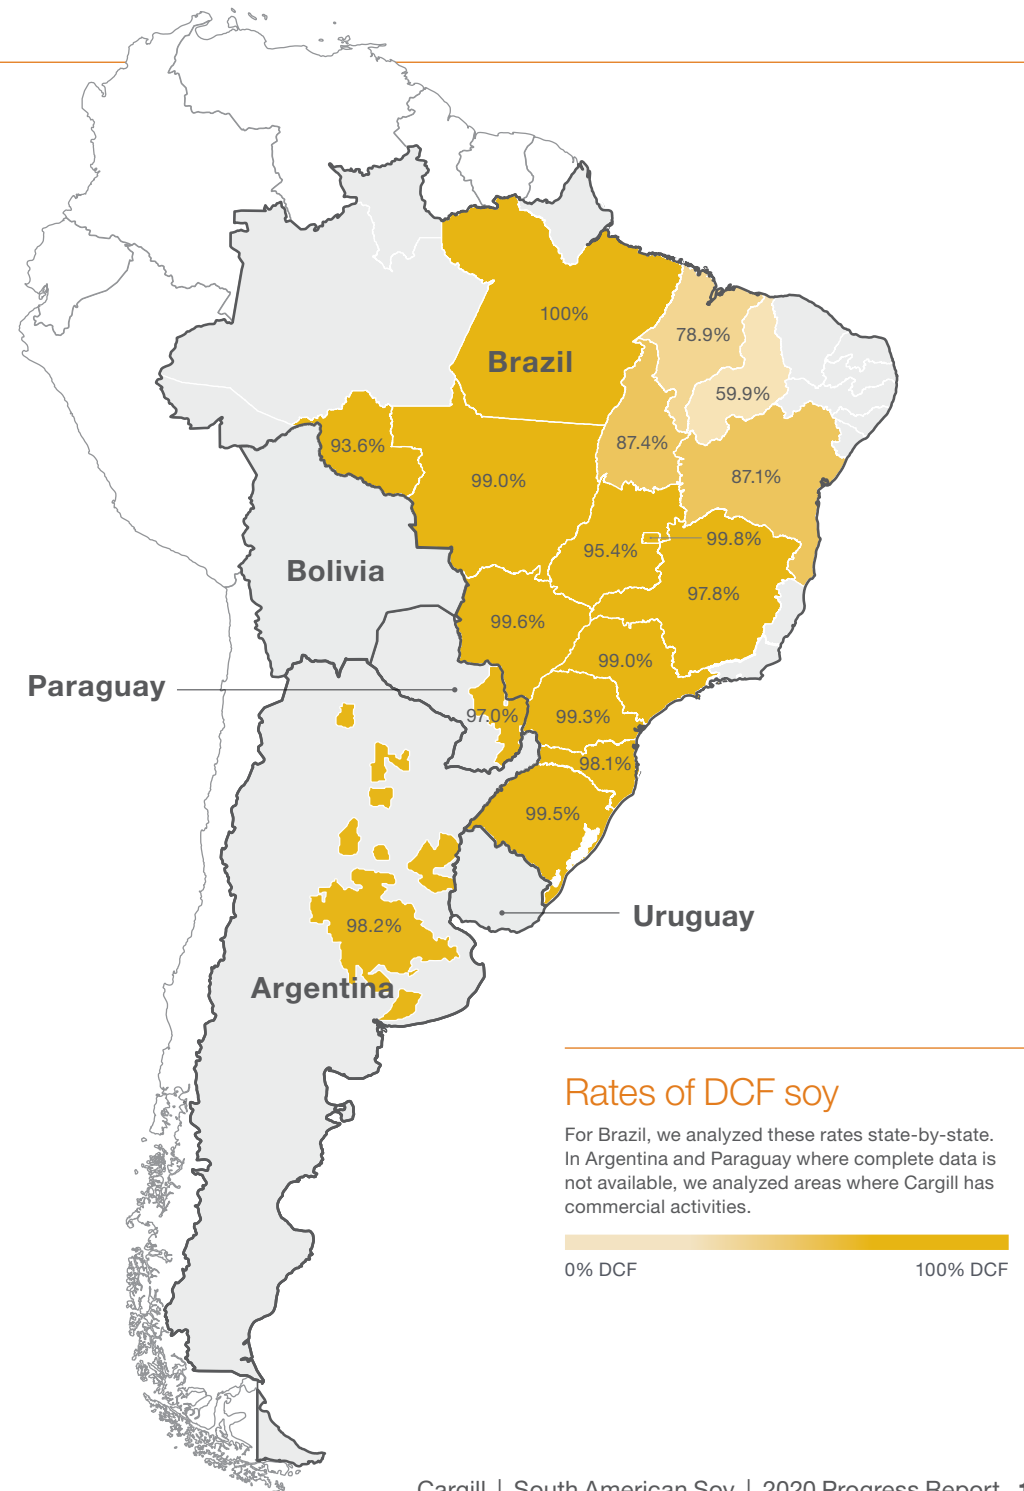 100%
78.9%
Brazil
59.9%
87.4%
93.6%
87.1%
99.0%
99.8%
95.4%
Bolivia
97.8%
99.6%
99.0%
Paraguay
97.0%
99.3%
98.1%
99.5%
Uruguay
98.2%
Argentina
Rates of DCF soy
For Brazil, we analyzed these rates state-by-state.
In Argentina and Paraguay where complete data is
not available, we analyzed areas where Cargill has
commercial activities.
0% DCF 100% DCF
Cargill | South American Soy | 2020 Progress Report